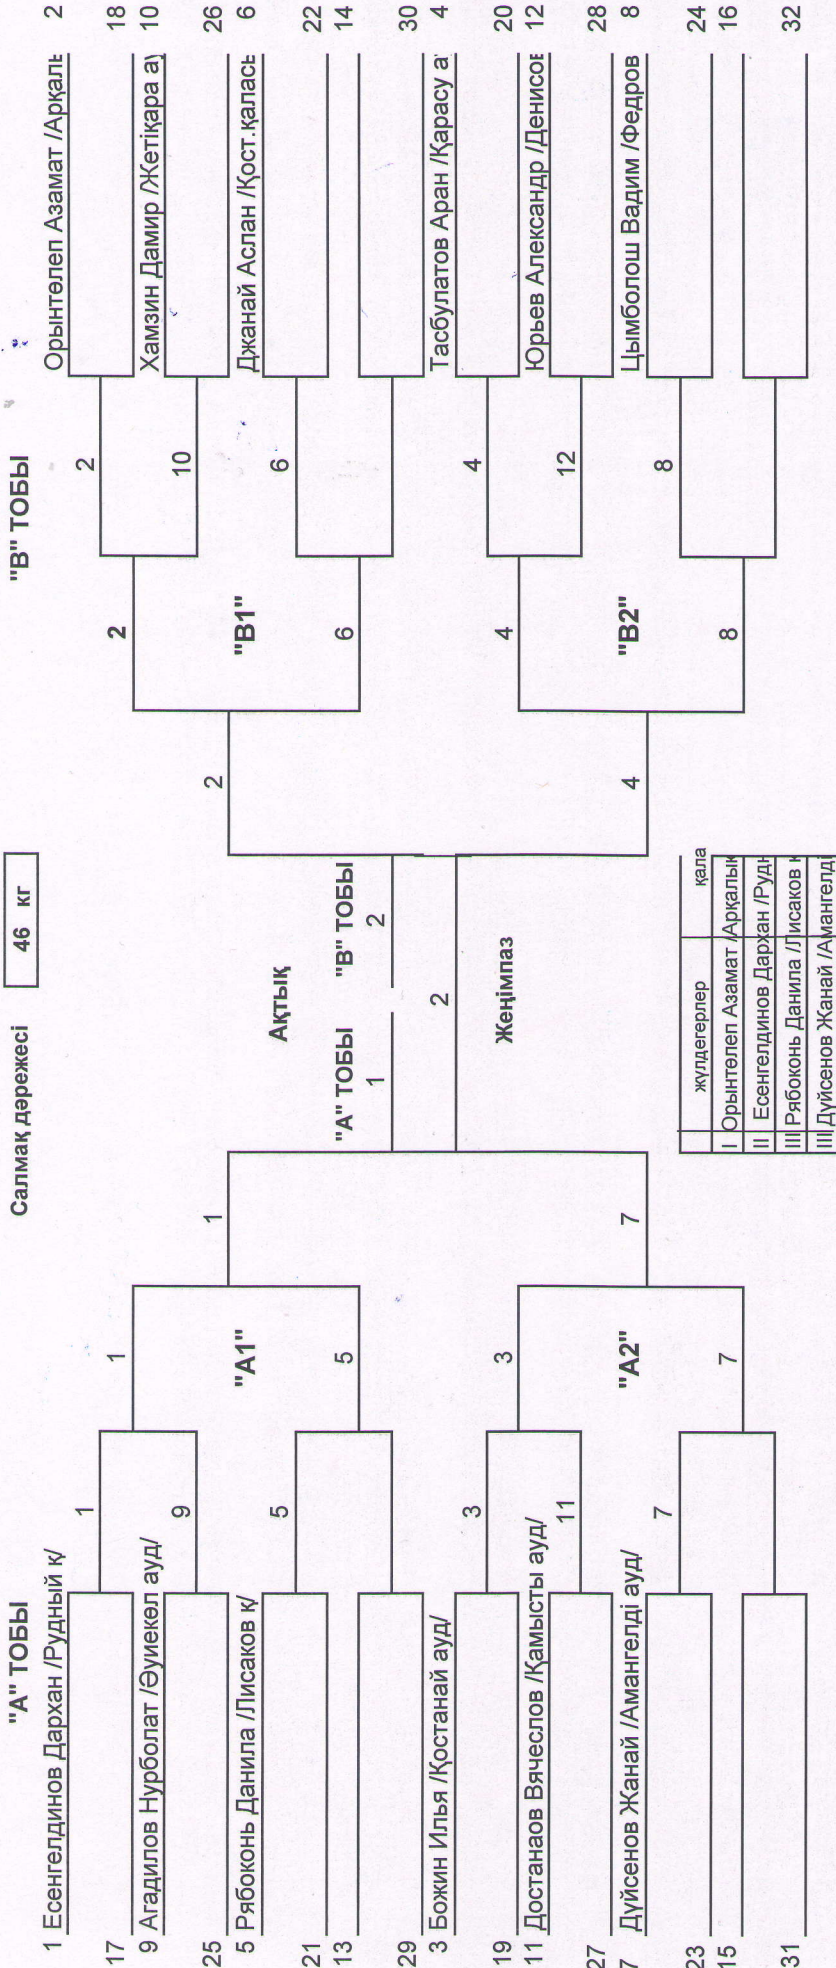 Салмақ дәрежесі 46 кг
"А" ТОБЫ
"В" ТОБЫ
1 Есенгелдинов Дархан /Рудный қ/
17
9 Агадилов Нурболат /Әуиекөл ауд/
25
5 Рябоконь Данила /Лисаков қ/
21
13
29
3 Божин Илья /Қостанай ауд/
19
11 Достанаов Вячеслов /Қамысты ауд/
27
7 Дүйсенов Жанай /Амангелді ауд/
23
15
31
1
9
5
3
11
7
1
"А1"
5
3
"А2"
7
1
7
Ақтық
"А" ТОБЫ "В" ТОБЫ
1 2
2
Жеңімпаз
2
4
2
"В1"
6
4
"В2"
8
2
10
6
4
12
8
Орынтөлеп Азамат /Арқалы 2
18
Хамзин Дамир /Жетіқара ау 10
26
Джанай Аслан /Қост.қаласы 6
22
14
30
Тасбулатов Аран /Қарасу а 4
20
Юрьев Александр /Денисов 12
28
Цымболош Вадим /Федров 8
24
16
32
жүлдегерлер қала
I Орынтөлеп Азамат /Арқалык
II Есенгелдинов Дархан /Рудн
III Рябоконь Данила /Лисаков к
III Дүйсенов Жанай /Амангелді